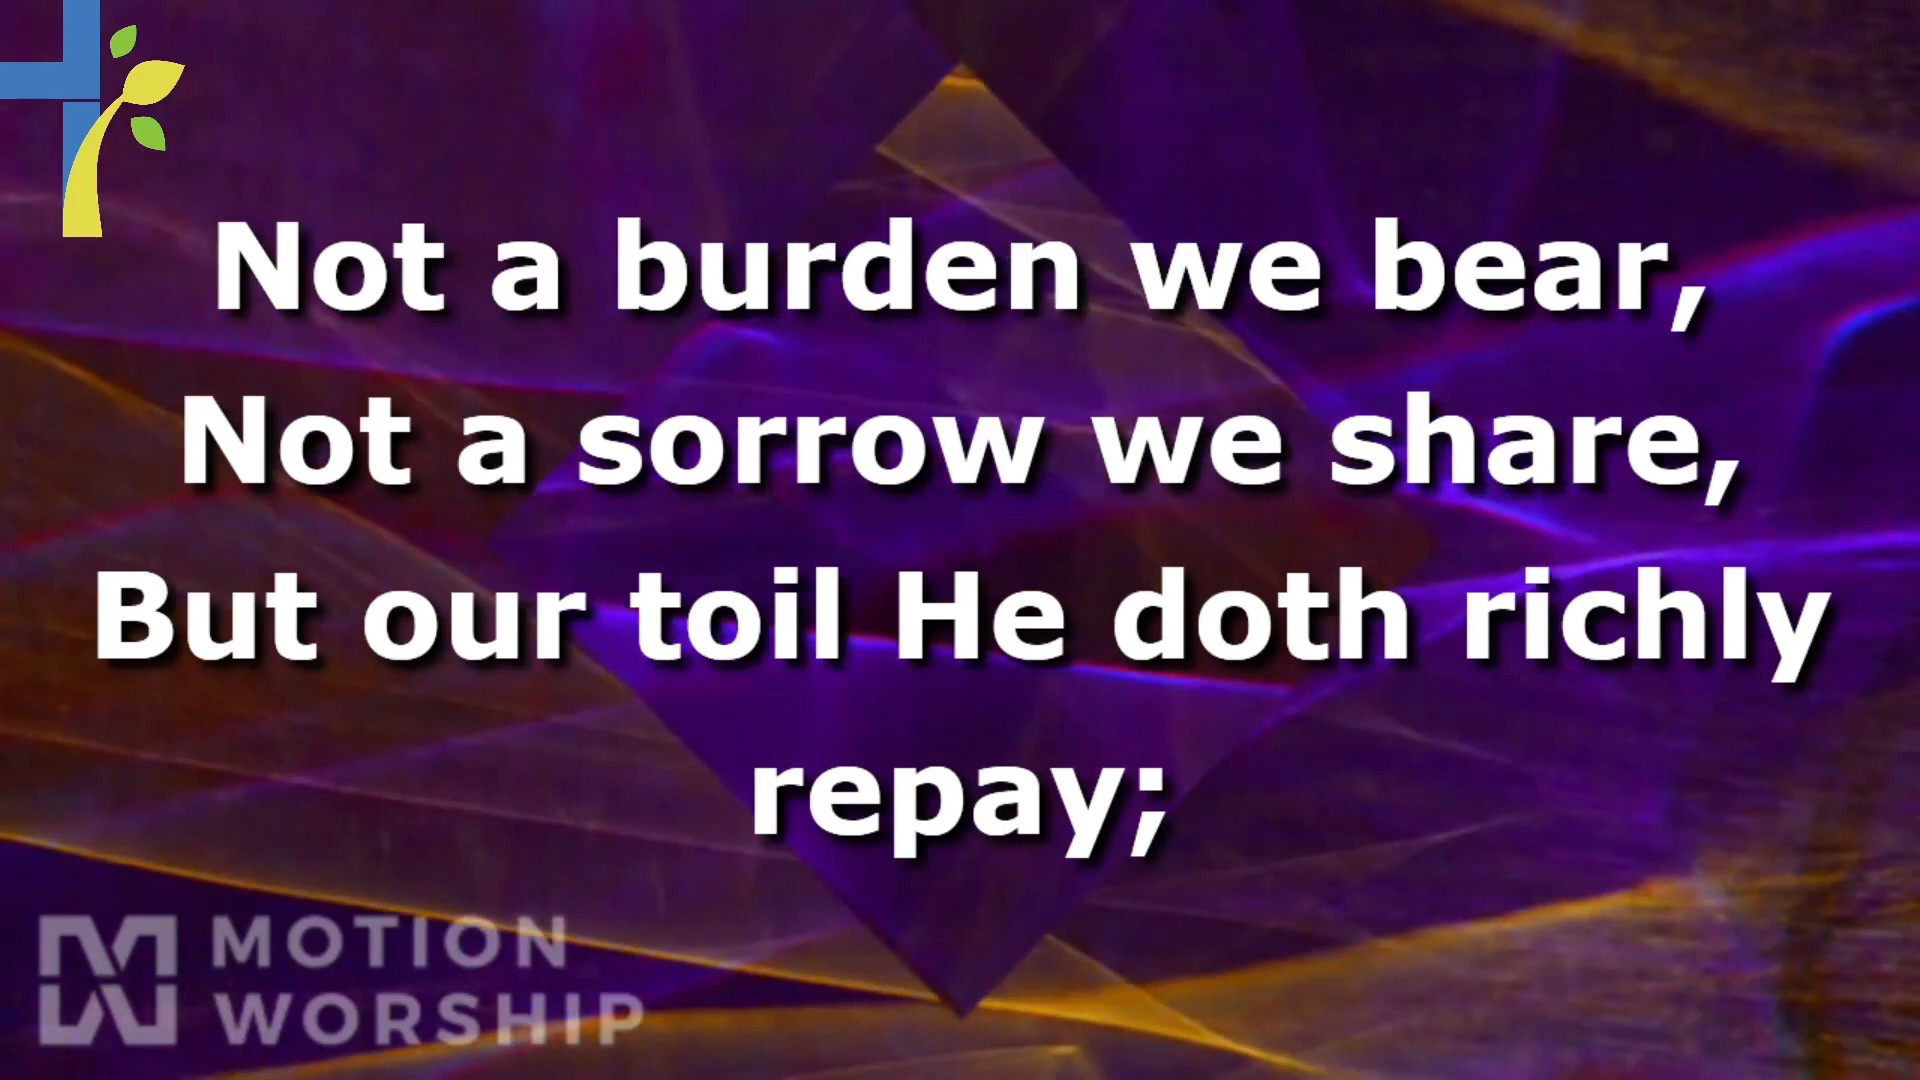 Not a burden we bear,
Not a sorrow we share,
But our toil He doth richly
repay;
MOTION
WORSHIP